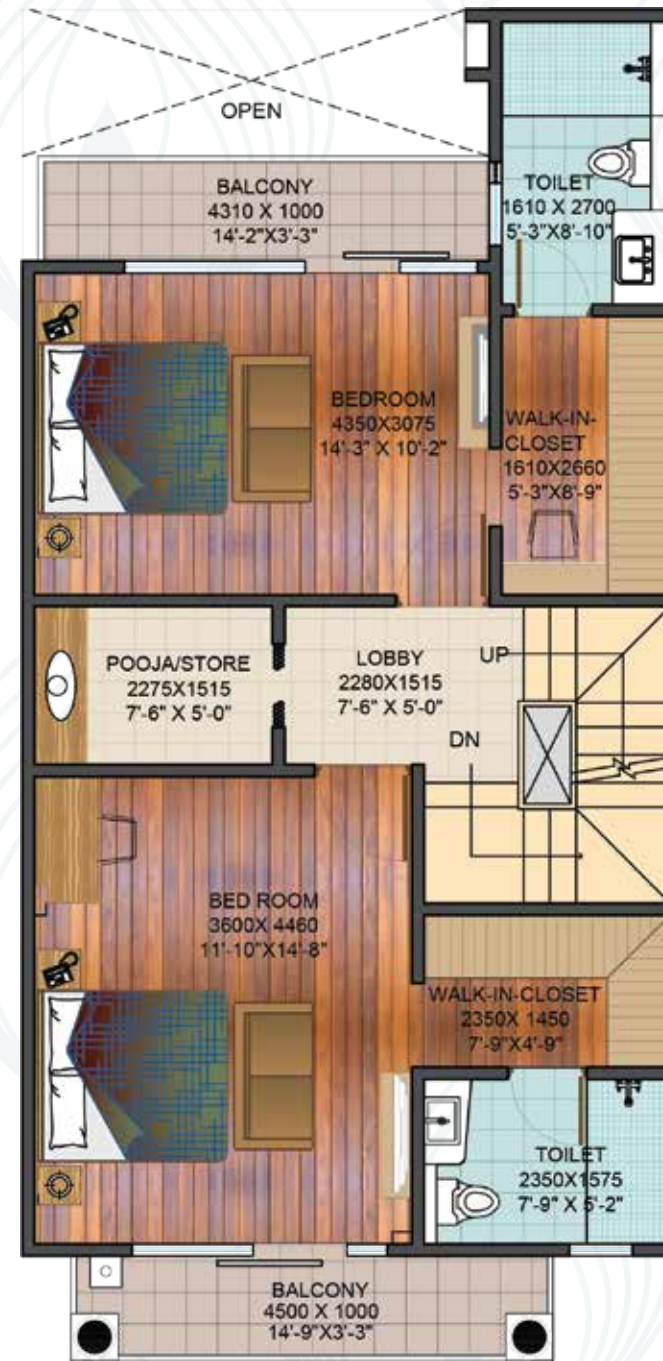 OPEN
BALCONY
4310 X 1000
14'-2"X3'-3"
TOILET
1610 X 2700
5'-3"X8'-10"
BEDROOM
4350X3075
14'-3" X 10'-2"
WALK-IN-
CLOSET
1610X2660
5'-3"X8'-9"
POOJA/STORE
2275X1515
7'-6" X 5'-0"
LOBBY
2280X1515
7'-6" X 5'-0"
UP
DN
BED ROOM
3600X 4460
11'-10"X14'-8"
WALK-IN-CLOSET
2350X 1450
7'-9"X4'-9"
TOILET
2350X1575
7'-9" X 5'-2"
BALCONY
4500 X 1000
14'-9"X3'-3"